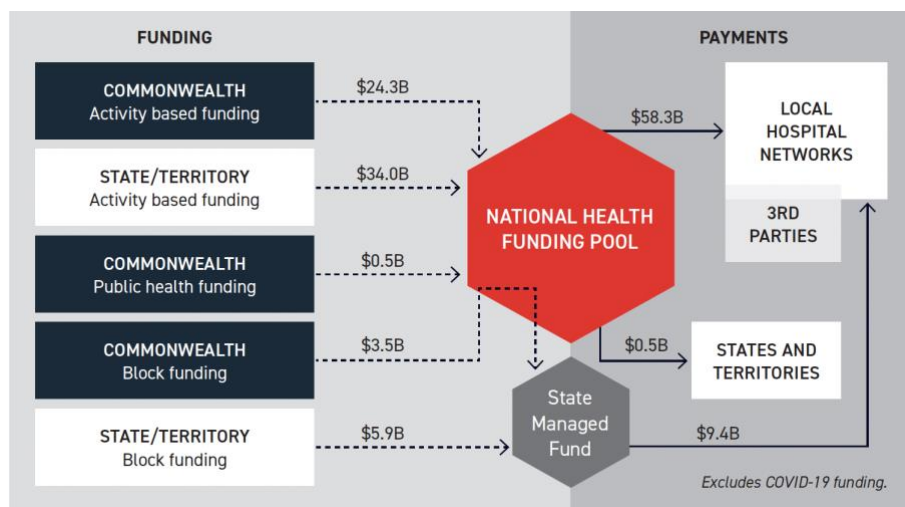 FUNDING
PAYMENTS
COMMONWEALTH
Activity based funding
$24.3B
STATE/TERRITORY
Activity based funding
$34.0B
COMMONWEALTH
Public health funding
$0.5B
COMMONWEALTH
Block funding
$3.5B
STATE/TERRITORY
Block funding
$5.9B
NATIONAL HEALTH
FUNDING POOL
State
Managed
Fund
$58.3B
LOCAL
HOSPITAL
NETWORKS
3RD
PARTIES
$0.5B
STATES AND
TERRITORIES
$9.4B
Excludes COVID-19 funding.